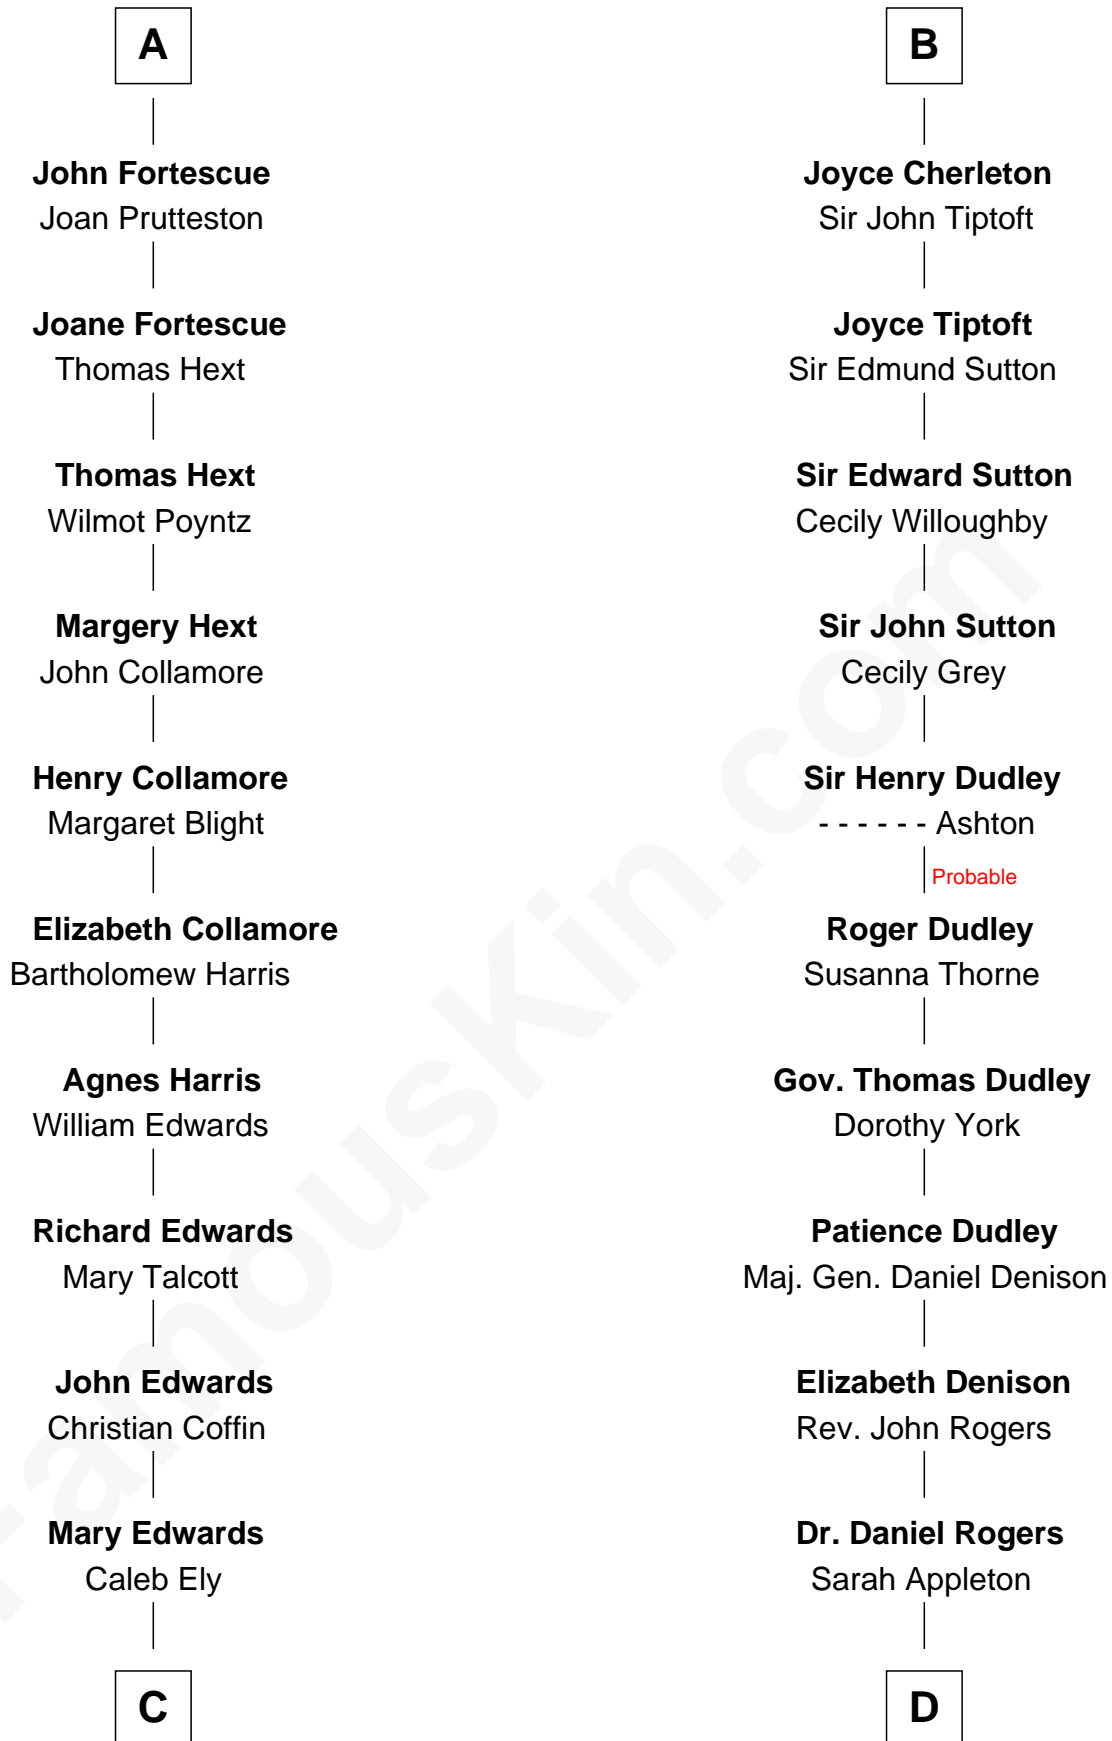 A
John Fortescue
Joan Prutteston
Joane Fortescue
Thomas Hext
Thomas Hext
Wilmot Poyntz
Margery Hext
John Collamore
Henry Collamore
Margaret Blight
Elizabeth Collamore
Bartholomew Harris
Agnes Harris
William Edwards
Richard Edwards
Mary Talcott
John Edwards
Christian Coffin
Mary Edwards
Caleb Ely
C
B
Joyce Cherleton
Sir John Tiptoft
Joyce Tiptoft
Sir Edmund Sutton
Sir Edward Sutton
Cecily Willoughby
Sir John Sutton
Cecily Grey
Sir Henry Dudley
- - - - - - Ashton
Probable
Roger Dudley
Susanna Thorne
Gov. Thomas Dudley
Dorothy York
Patience Dudley
Maj. Gen. Daniel Denison
Elizabeth Denison
Rev. John Rogers
Dr. Daniel Rogers
Sarah Appleton
D
FamousKin.com